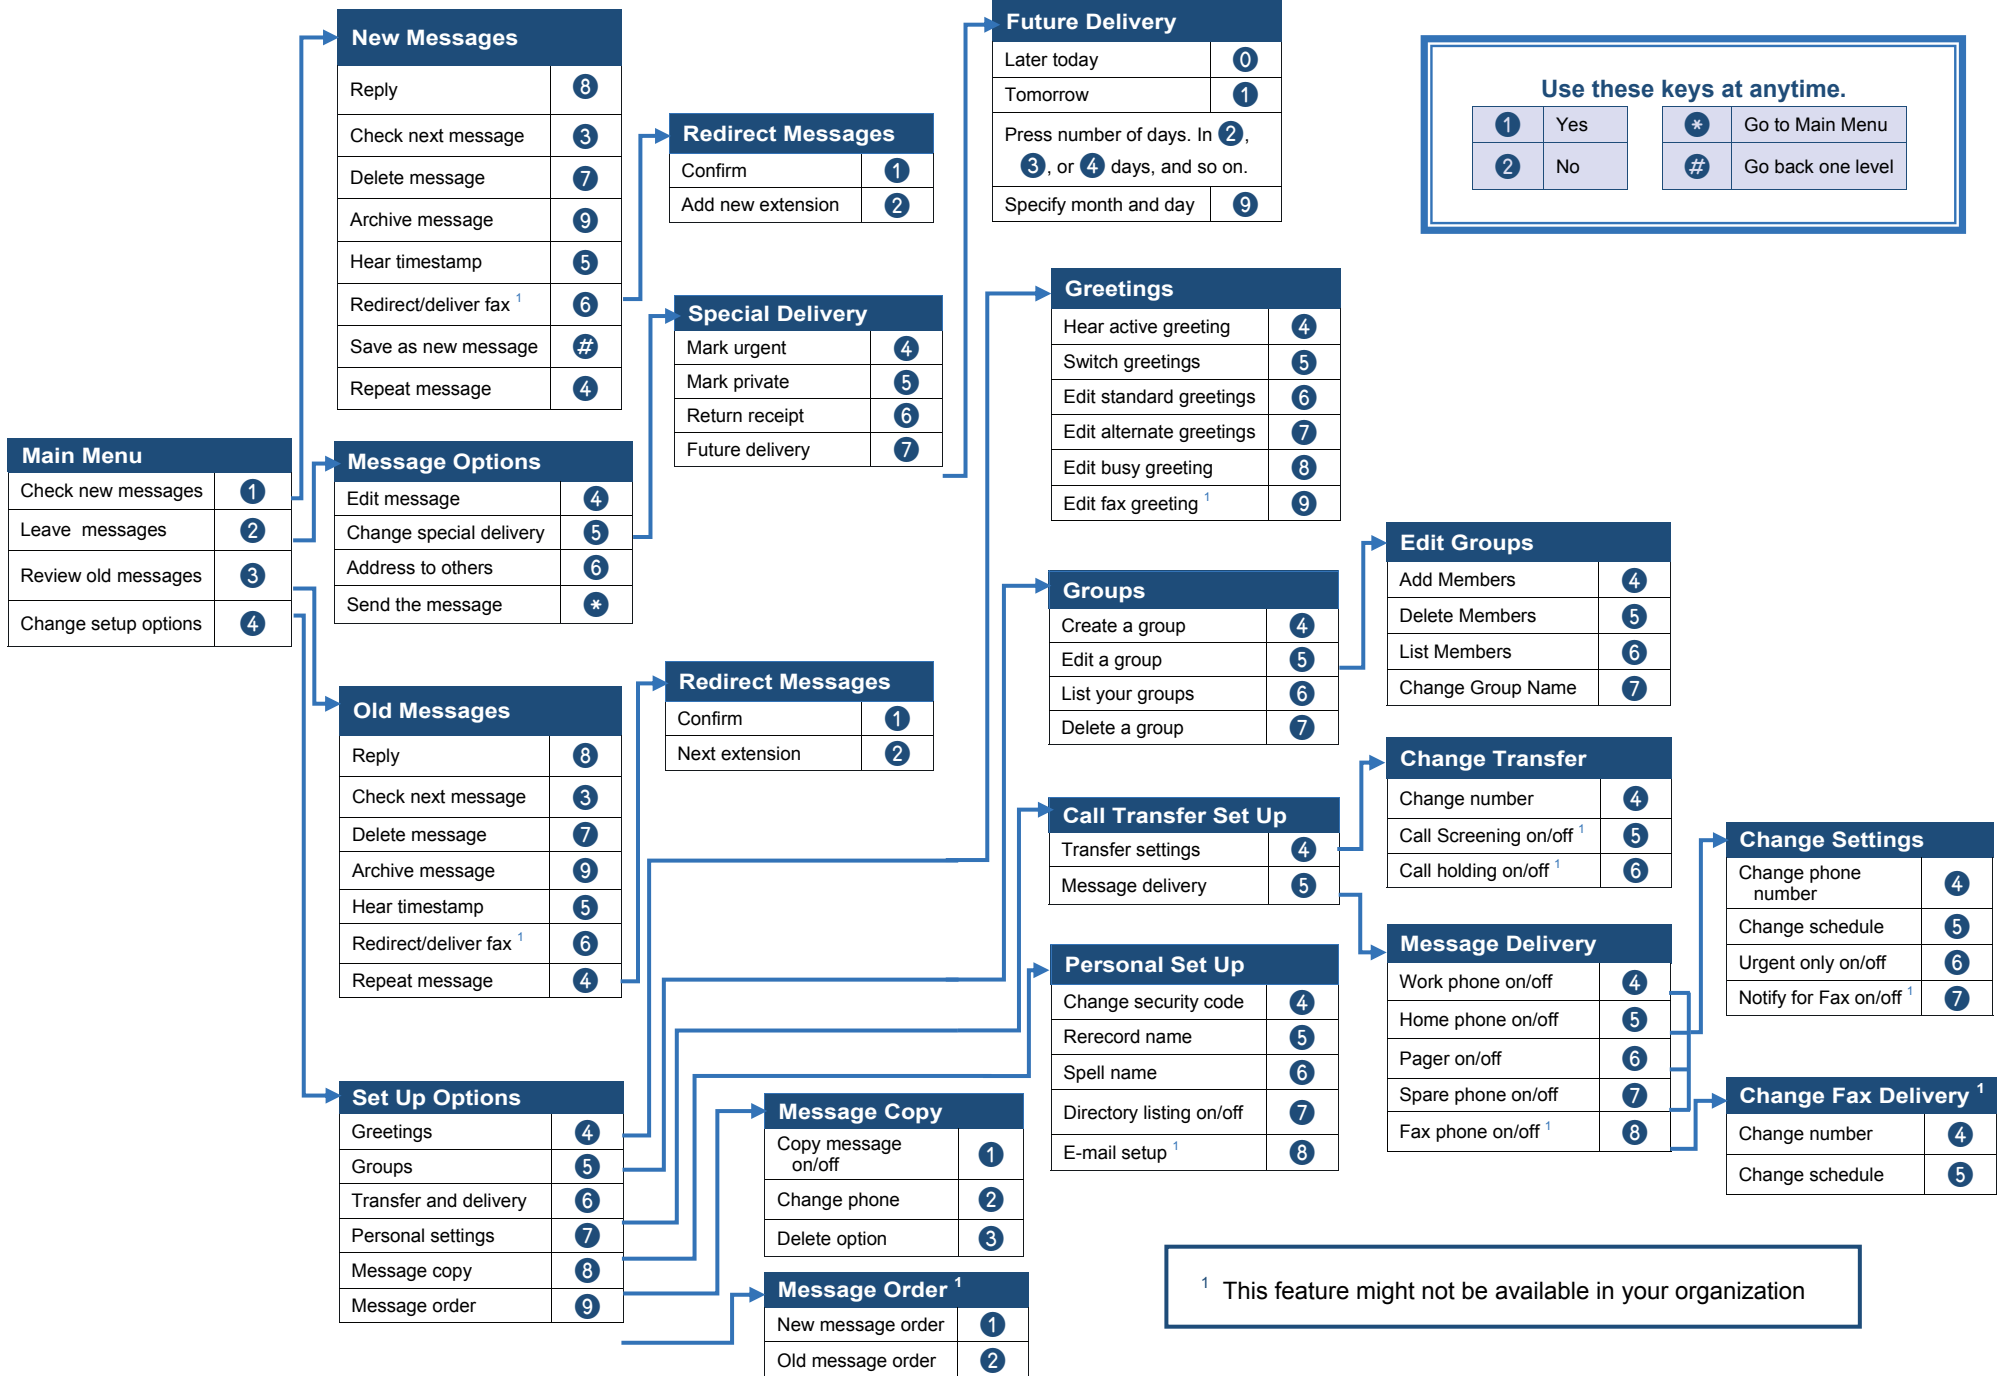 Main Menu
Check new messages 1
Leave messages 2
Review old messages 3
Change setup options 4
New Messages
Reply 8
Check next message 3
Delete message 7
Archive message 9
Hear timestamp 5
Redirect/deliver fax 1 6
Save as new message #
Repeat message 4
Message Options
Edit message 4
Change special delivery 5
Address to others 6
Send the message *
Old Messages
Reply 8
Check next message 3
Delete message 7
Archive message 9
Hear timestamp 5
Redirect/deliver fax 1 6
Repeat message 4
Set Up Options
Greetings 4
Groups 5
Transfer and delivery 6
Personal settings 7
Message copy 8
Message order 9
Redirect Messages
Confirm 1
Add new extension 2
Special Delivery
Mark urgent 4
Mark private 5
Return receipt 6
Future delivery 7
Redirect Messages
Confirm 1
Next extension 2
Message Copy
Copy message
on/off 1
Change phone 2
Delete option 3
Message Order 1
New message order 1
Old message order 2
Future Delivery
Later today 0
Tomorrow 1
Press number of days. In 2,
3, or 4 days, and so on.
Specify month and day 9
Greetings
Hear active greeting 4
Switch greetings 5
Edit standard greetings 6
Edit alternate greetings 7
Edit busy greeting 8
Edit fax greeting 1 9
Groups
Create a group 4
Edit a group 5
List your groups 6
Delete a group 7
Call Transfer Set Up
Transfer settings 4
Message delivery 5
Personal Set Up
Change security code 4
Rerecord name 5
Spell name 6
Directory listing on/off 7
E-mail setup 1 8
Edit Groups
Add Members 4
Delete Members 5
List Members 6
Change Group Name 7
Change Transfer
Change number 4
Call Screening on/off 1 5
Call holding on/off 1 6
Message Delivery
Work phone on/off 4
Home phone on/off 5
Pager on/off 6
Spare phone on/off 7
Fax phone on/off 1 8
Change Settings
Change phone
number 4
Change schedule 5
Urgent only on/off 6
Notify for Fax on/off 1 7
Change Fax Delivery 1
Change number 4
Change schedule 5
Use these keys at anytime.
1 Yes * Go to Main Menu
2 No # Go back one level
1 This feature might not be available in your organization